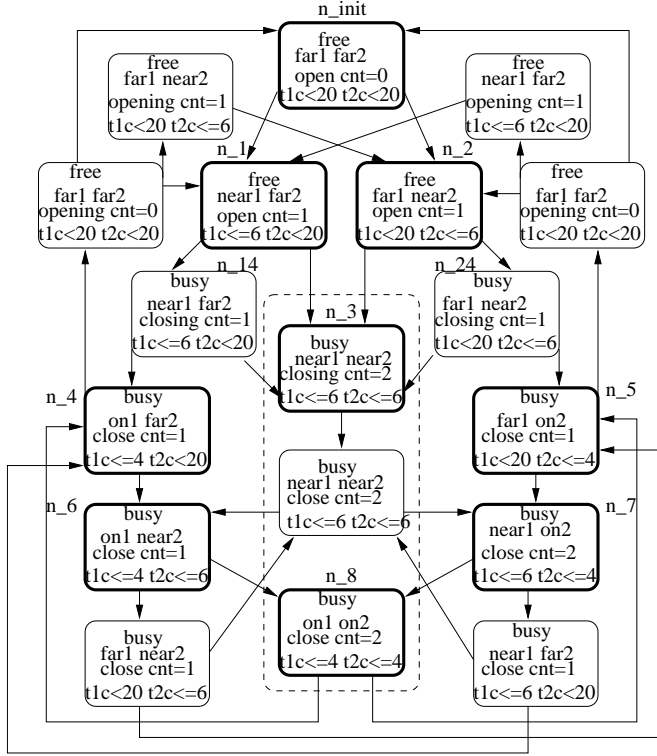 n_init
free
far1 far2
open cnt=0
t1c<20 t2c<20
free
far1 near2
opening cnt=1
t1c<20 t2c<=6
free
near1 far2
opening cnt=1
t1c<=6 t2c<20
n_1
n_2
free
far1 far2
opening cnt=0
t1c<20 t2c<20
free
near1 far2
open cnt=1
t1c<=6 t2c<20
free
far1 near2
open cnt=1
t1c<20 t2c<=6
free
far1 far2
opening cnt=0
t1c<20 t2c<20
n_14
busy
near1 far2
closing cnt=1
t1c<=6 t2c<20
n_24
busy
far1 near2
closing cnt=1
t1c<20 t2c<=6
n_3
busy
near1 near2
closing cnt=2
t1c<=6 t2c<=6
n_4
busy
on1 far2
close cnt=1
t1c<=4 t2c<20
n_5
busy
far1 on2
close cnt=1
t1c<20 t2c<=4
busy
near1 near2
close cnt=2
t1c<=6 t2c<=6
n_6
busy
on1 near2
close cnt=1
t1c<=4 t2c<=6
n_7
busy
near1 on2
close cnt=2
t1c<=6 t2c<=4
n_8
busy
on1 on2
close cnt=2
t1c<=4 t2c<=4
busy
far1 near2
close cnt=1
t1c<20 t2c<=6
busy
near1 far2
close cnt=1
t1c<=6 t2c<20